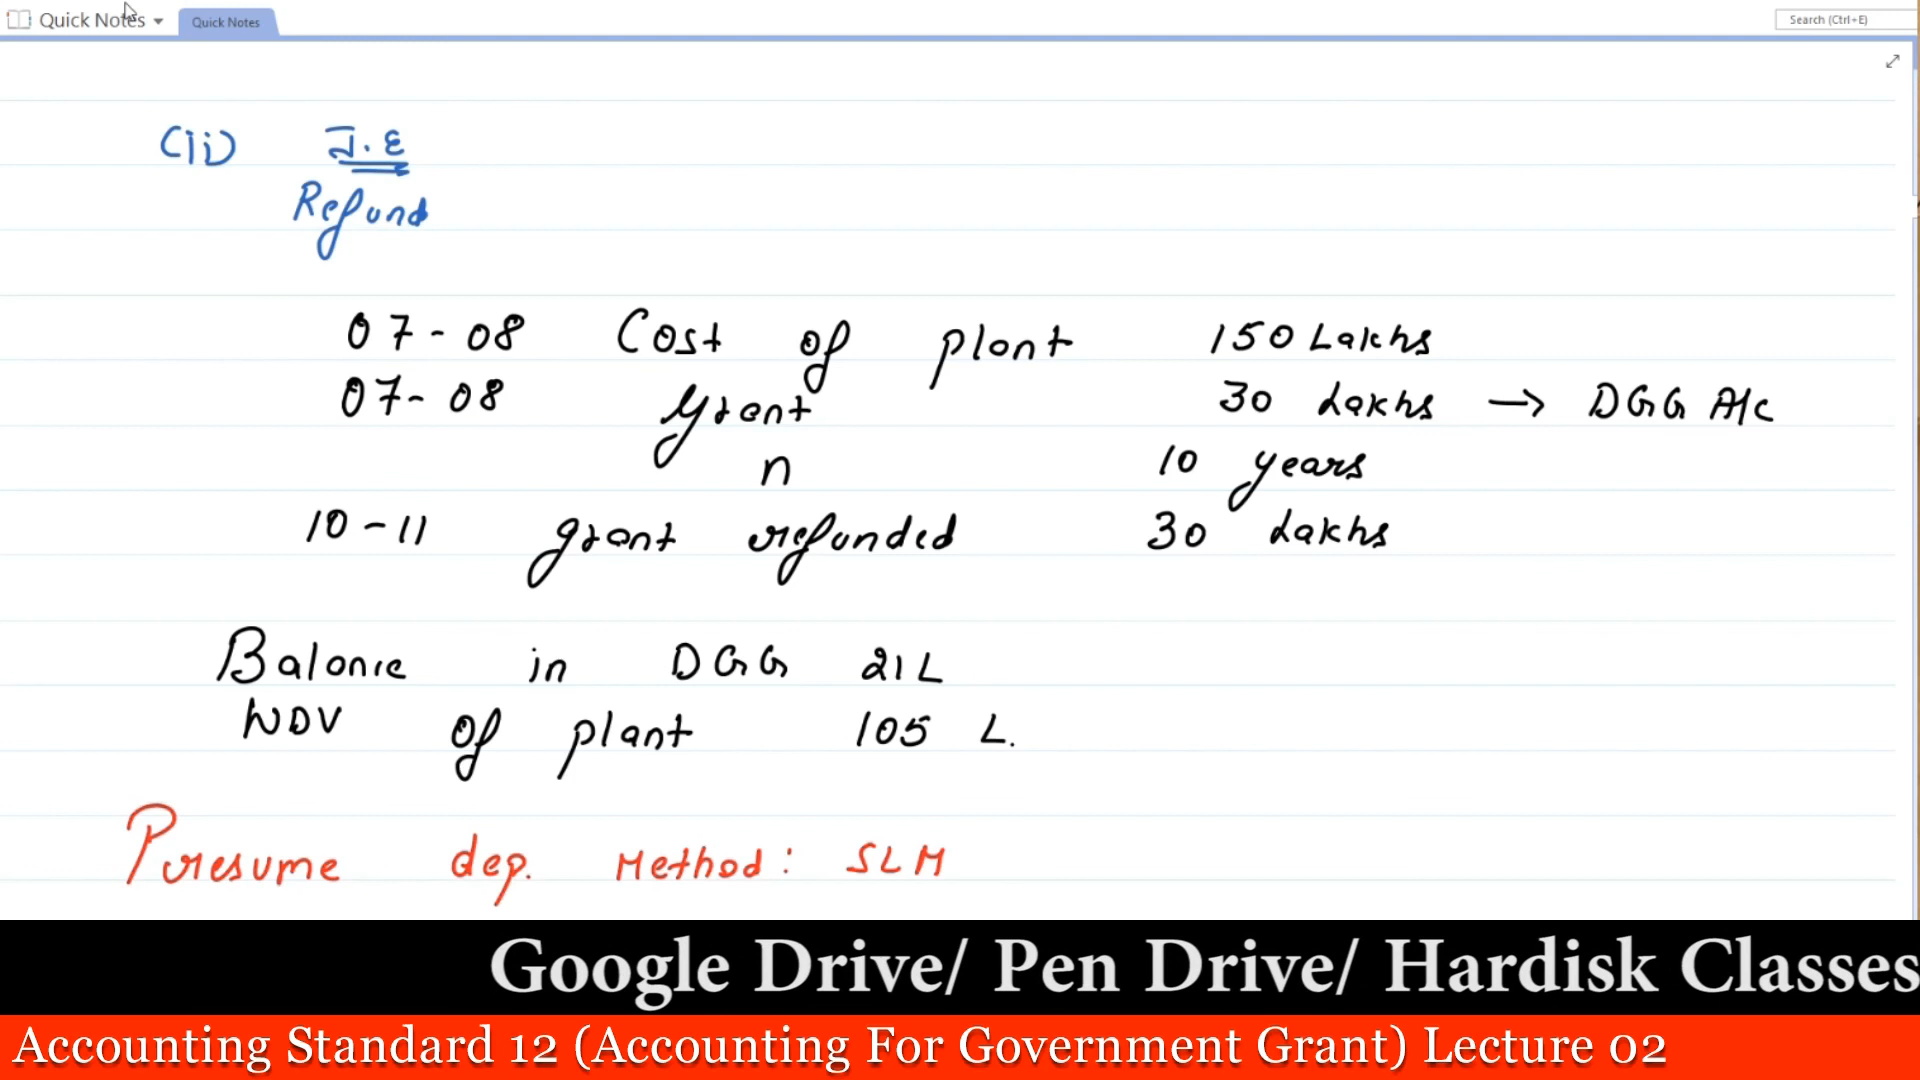 Quick Notes
Quick Notes
Search (Ctrl+E)
(ii) J.E
Refund
07-08 Cost of plant 150 Lakhs
07-08 Grant 30 Lakhs → DGG A/c
n 10 years
10-11 grant refunded 30 Lakhs
Balance in DGG 21 L
WDV of plant 105 L.
Presume dep. Method: SLM
Google Drive/ Pen Drive/ Hardisk Classes
Accounting Standard 12 (Accounting For Government Grant) Lecture 02